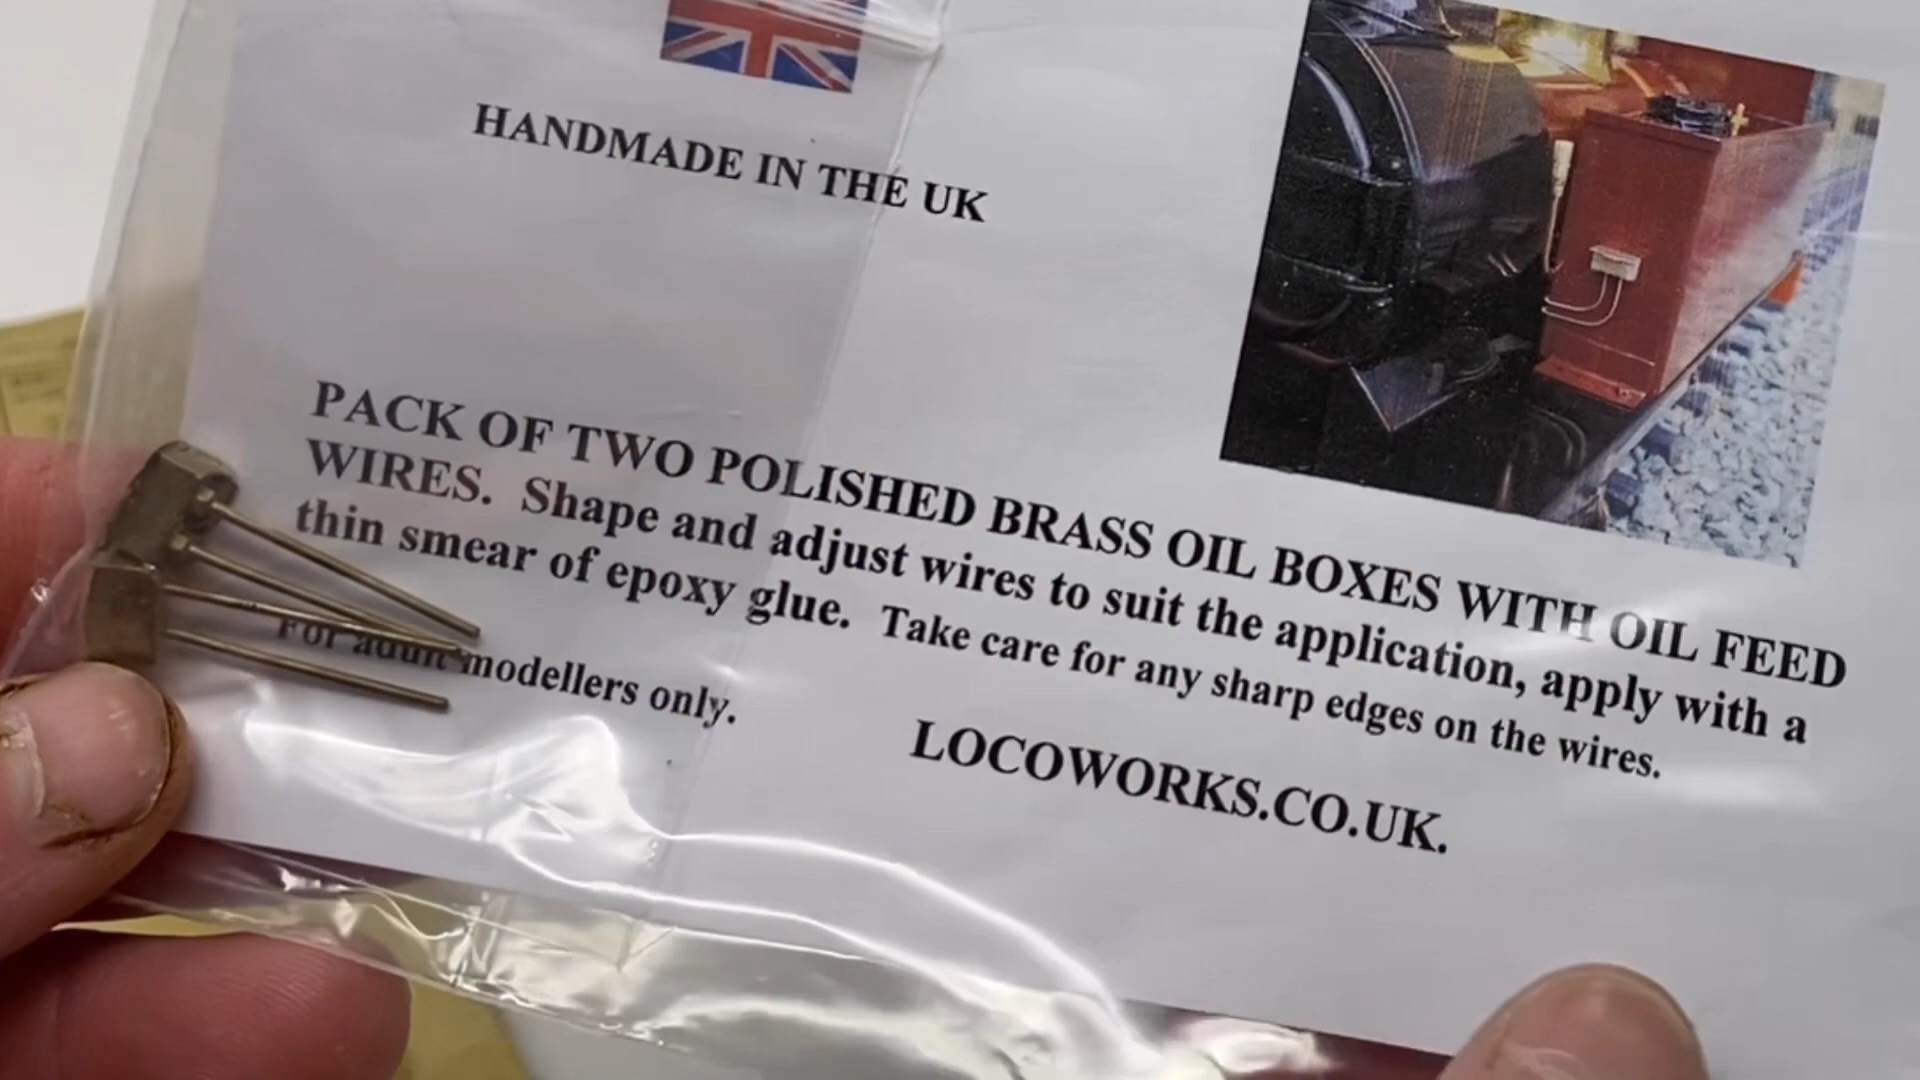 HANDMADE IN THE UK
PACK OF TWO POLISHED BRASS OIL BOXES WITH OIL FEED
WIRES. Shape and adjust wires to suit the application, apply with a
thin smear of epoxy glue. Take care for any sharp edges on the wires.
For adult modellers only.
LOCOWORKS.CO.UK.